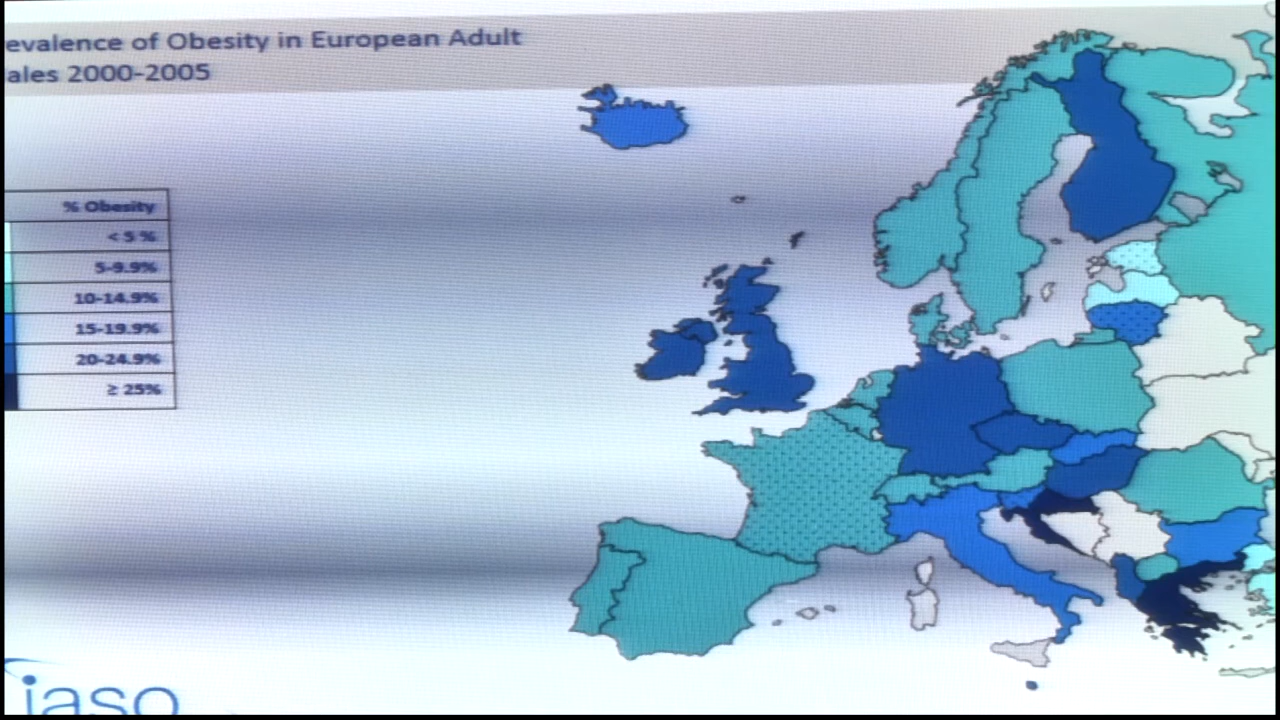 evalence of Obesity in European Adult
ales 2000-2005
% Obesity
< 5 %
5-9.9%
10-14.9%
15-19.9%
20-24.9%
≥ 25%
iaso